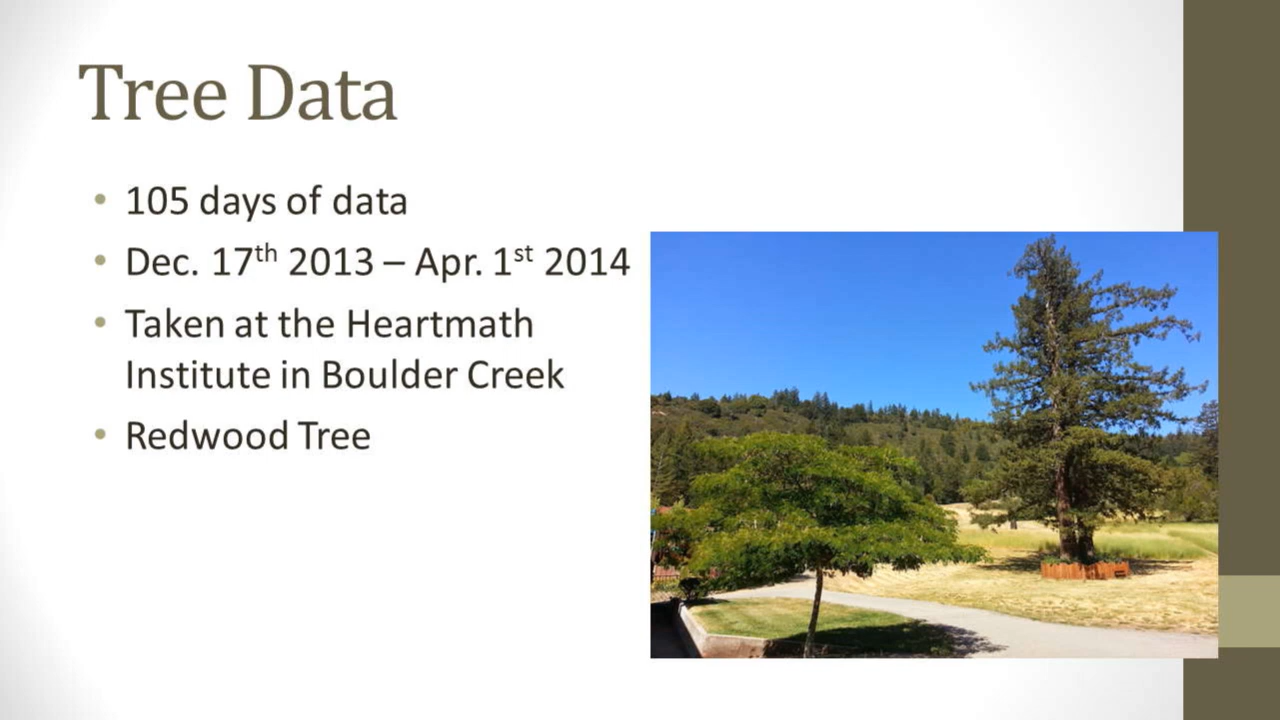 Tree Data
• 105 days of data
• Dec. 17th 2013 – Apr. 1st 2014
• Taken at the Heartmath
Institute in Boulder Creek
• Redwood Tree